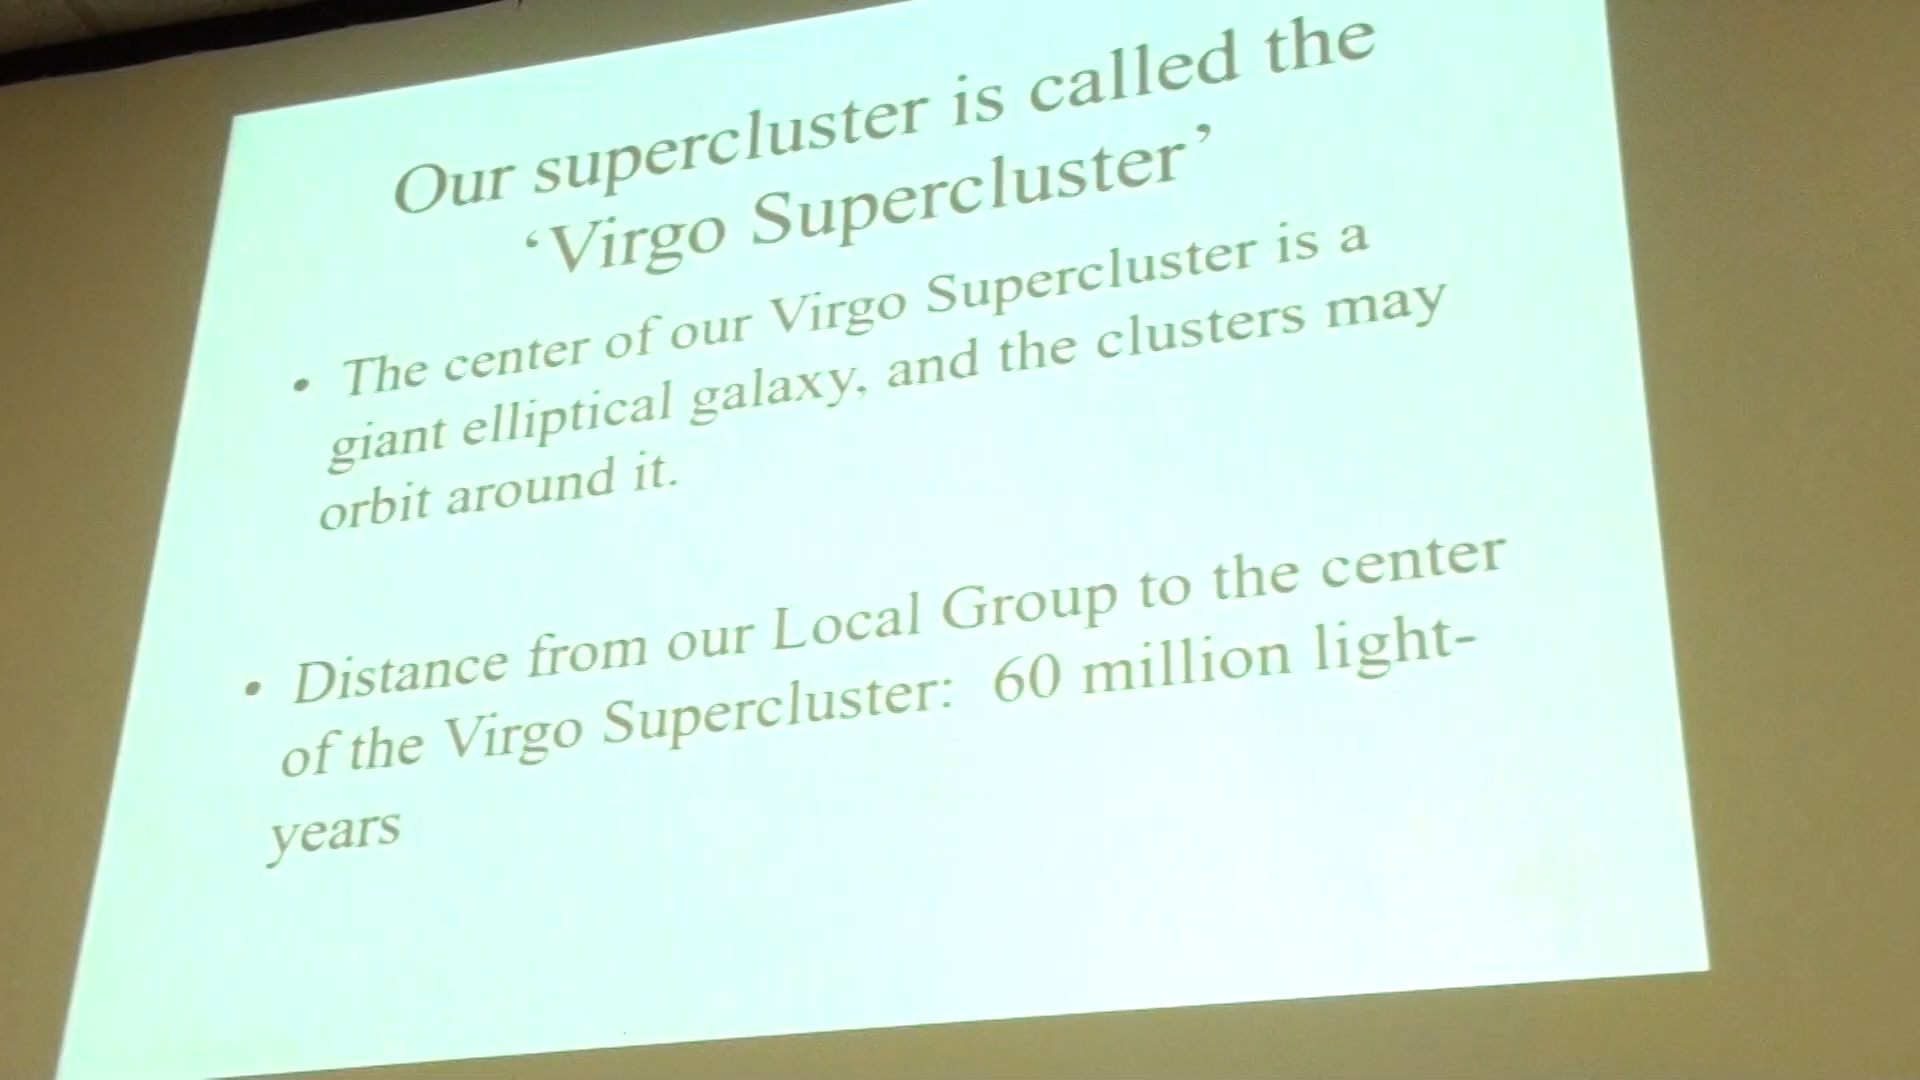 Our supercluster is called the
‘Virgo Supercluster’
• The center of our Virgo Supercluster is a
giant elliptical galaxy, and the clusters may
orbit around it.
• Distance from our Local Group to the center
of the Virgo Supercluster: 60 million light-
years